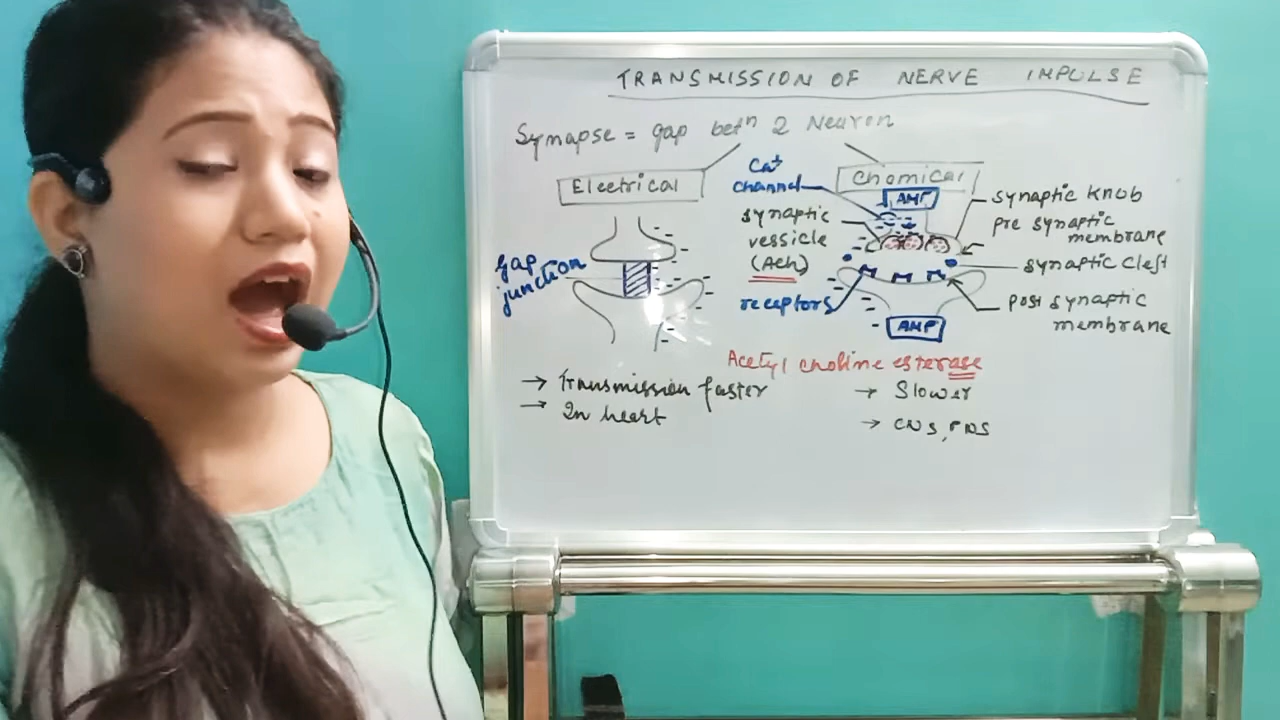 TRANSMISSION OF NERVE IMPULSE
Synapse = gap betⁿ 2 Neuron
Electrical
gap
junction
→ Transmission faster
→ In heart
Chemical
Ca⁺
channel
synaptic
vessicle
(Ach)
receptors
AMP
synaptic knob
pre synaptic
membrane
synaptic cleft
post synaptic
membrane
AMP
Acetyl choline esterase
→ Slower
→ CNS, PNS